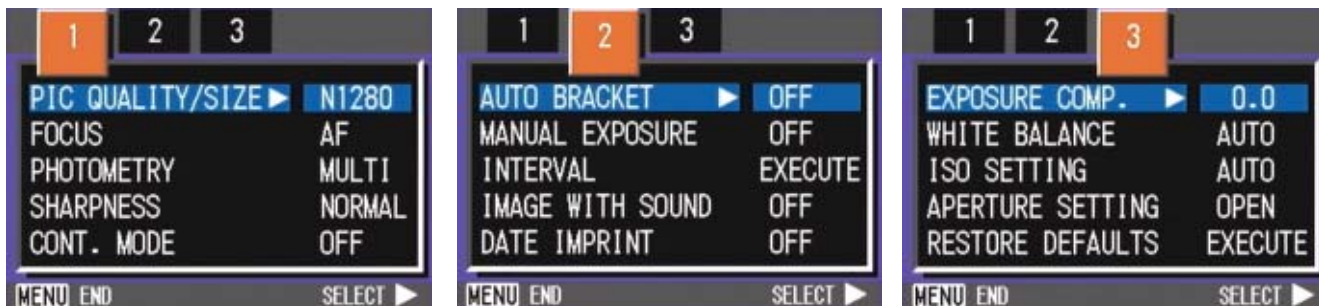 1 2 3
PIC QUALITY/SIZE▶ N1280
FOCUS AF
PHOTOMETRY MULTI
SHARPNESS NORMAL
CONT. MODE OFF
MENU END SELECT ▶
1 2 3
AUTO BRACKET ▶ OFF
MANUAL EXPOSURE OFF
INTERVAL EXECUTE
IMAGE WITH SOUND OFF
DATE IMPRINT OFF
MENU END SELECT ▶
1 2 3
EXPOSURE COMP. ▶ 0.0
WHITE BALANCE AUTO
ISO SETTING AUTO
APERTURE SETTING OPEN
RESTORE DEFAULTS EXECUTE
MENU END SELECT ▶